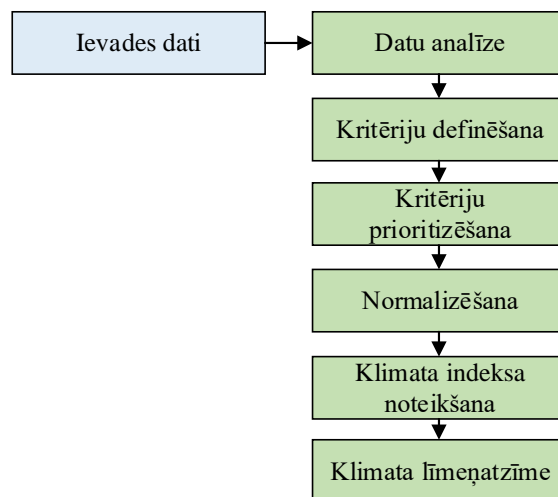 Ievades dati
Datu analīze
Kritēriju definēšana
Kritēriju
prioritizēšana
Normalizēšana
Klimata indeksa
noteikšana
Klimata līmeņatzīme